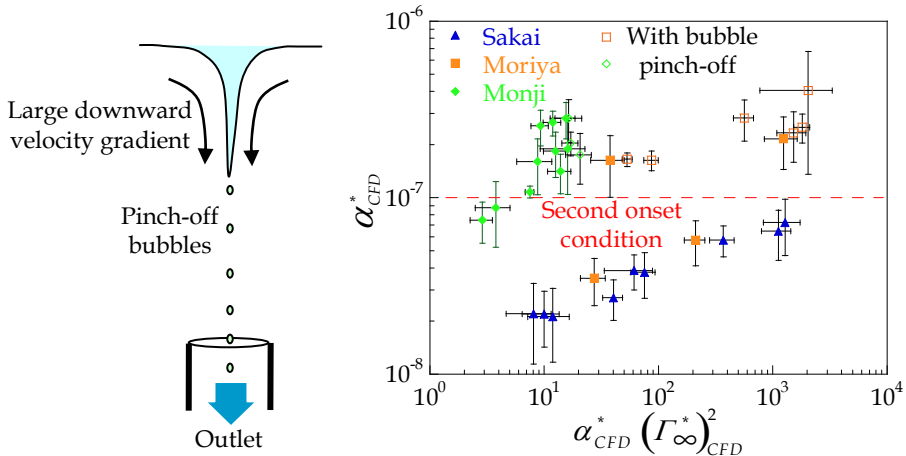 Large downward
velocity gradient
Pinch-off
bubbles
Outlet
10^-6
10^-7
10^-8
α*_CFD
Sakai
Moriya
Monji
With bubble
pinch-off
Second onset
condition
10^0
10^1
10^2
10^3
10^4
α*_CFD (Γ*_∞)²_CFD